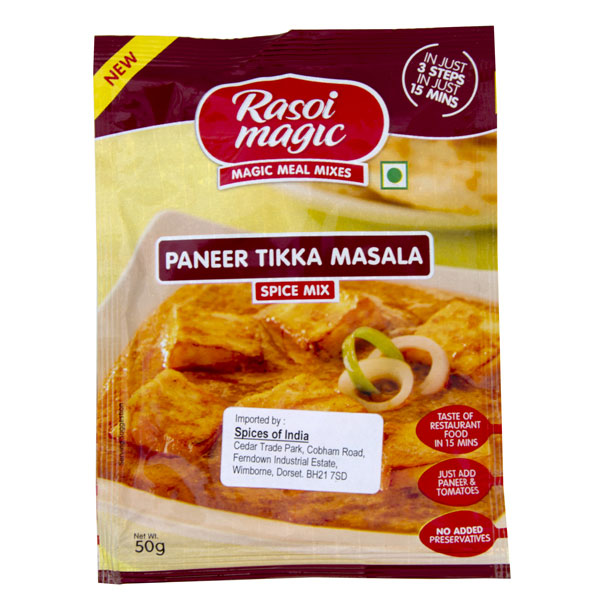 NEW
IN JUST
3 STEPS
IN JUST
15 MINS
Rasoi
magic
MAGIC MEAL MIXES
PANEER TIKKA MASALA
SPICE MIX
Imported by :
Spices of India
Cedar Trade Park, Cobham Road,
Ferndown Industrial Estate,
Wimborne, Dorset. BH21 7SD
TASTE OF
RESTAURANT
FOOD
IN 15 MINS
JUST ADD
PANEER &
TOMATOES
NO ADDED
PRESERVATIVES
Net Wt.
50g